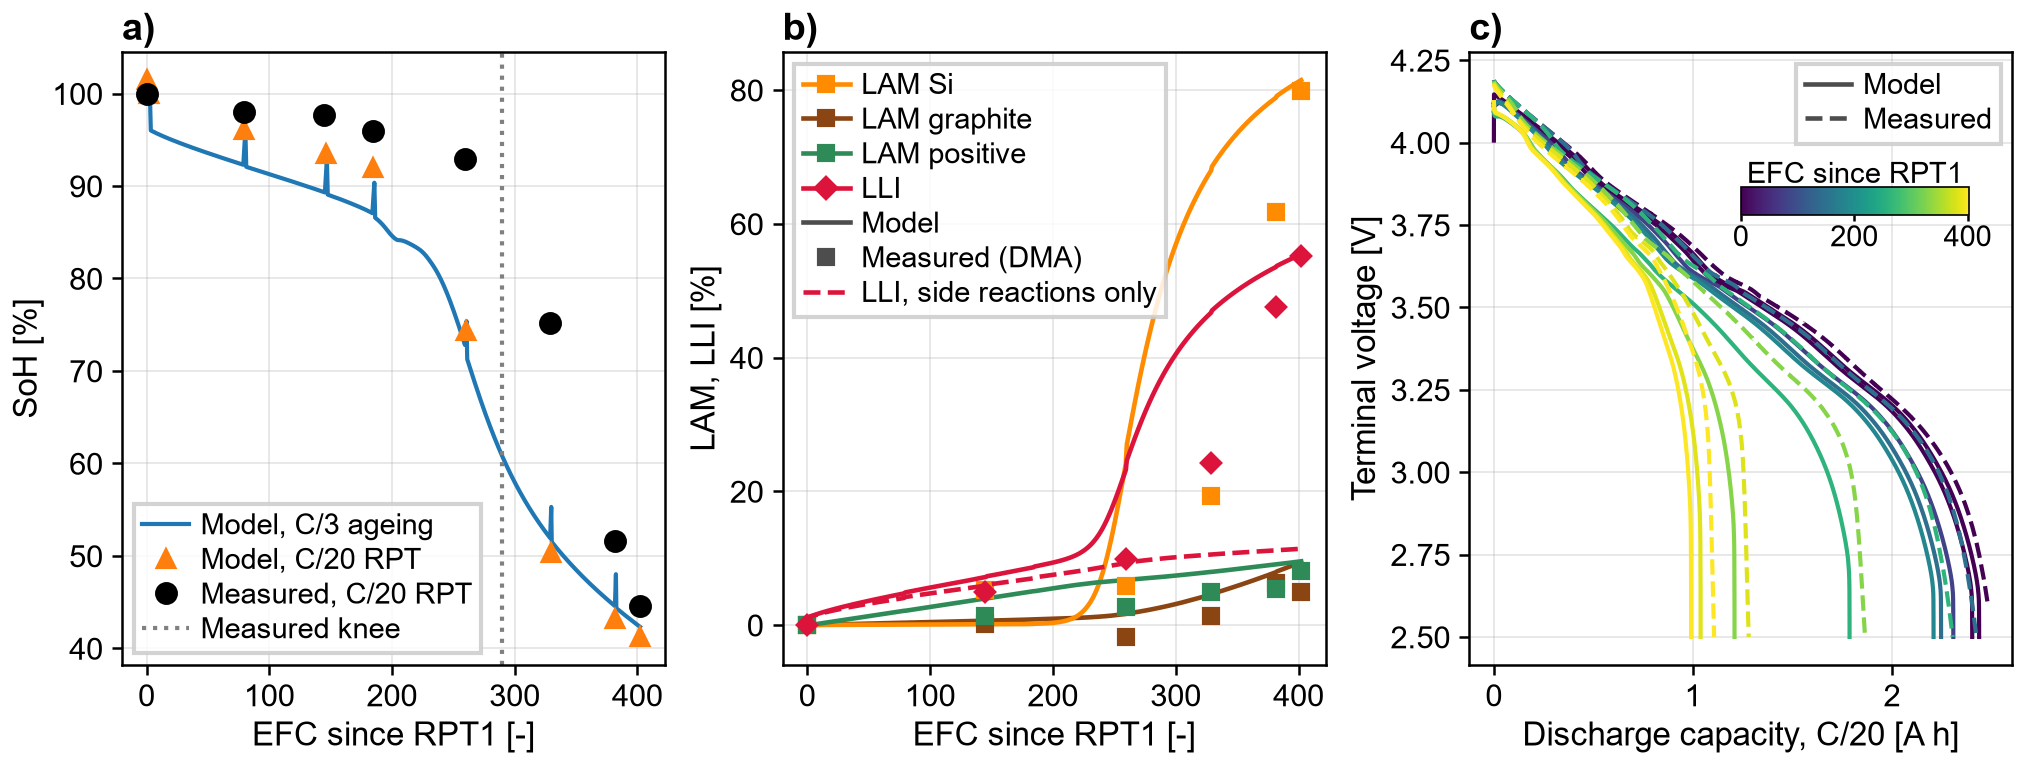 a)
100
90
80
70
60
50
40
SoH [%]
Model, C/3 ageing
Model, C/20 RPT
Measured, C/20 RPT
Measured knee
0
100
200
300
400
EFC since RPT1 [-]
b)
80
60
40
20
0
LAM, LLI [%]
LAM Si
LAM graphite
LAM positive
LLI
Model
Measured (DMA)
LLI, side reactions only
0
100
200
300
400
EFC since RPT1 [-]
c)
4.25
4.00
3.75
3.50
3.25
3.00
2.75
2.50
Terminal voltage [V]
Model
Measured
EFC since RPT1
0
200
400
0
1
2
Discharge capacity, C/20 [A h]